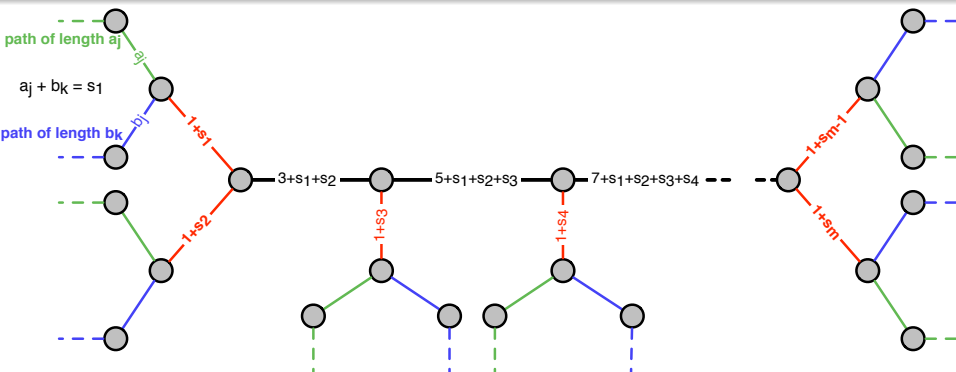 path of length aj
aj
aj + bk = s1
path of length bk
bj
1+s1
1+s2
3+s1+s2
5+s1+s2+s3
7+s1+s2+s3+s4
1+s3
1+s4
1+sm-1
1+sm